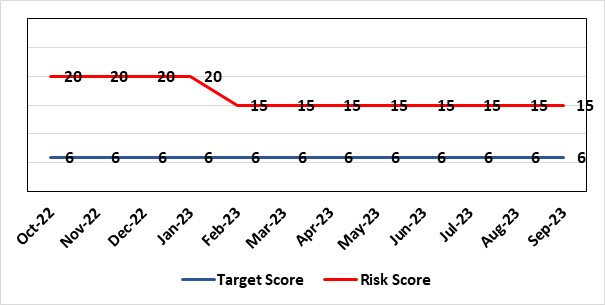 20 20 20 20
15 15 15 15 15 15 15 15
6 6 6 6 6 6 6 6 6 6 6 6
Oct-22 Nov-22 Dec-22 Jan-23 Feb-23 Mar-23 Apr-23 May-23 Jun-23 Jul-23 Aug-23 Sep-23
Target Score Risk Score